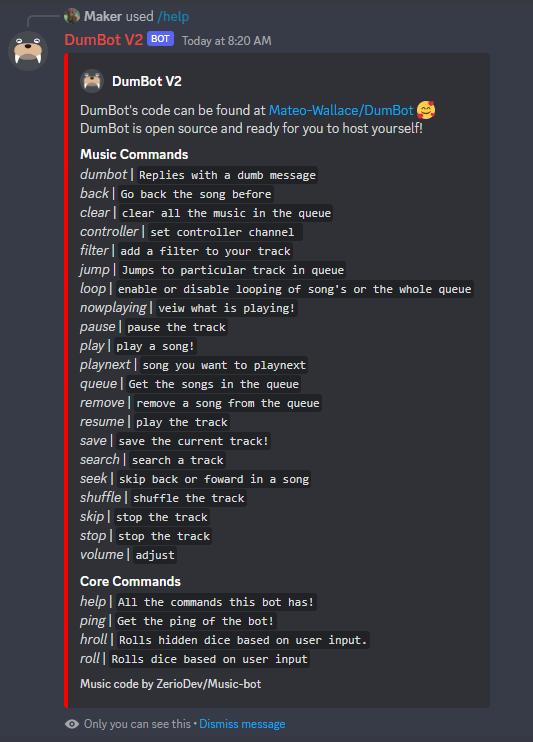 Maker used /help
DumBot V2 BOT Today at 8:20 AM
DumBot V2
DumBot's code can be found at Mateo-Wallace/DumBot 🥰
DumBot is open source and ready for you to host yourself!
Music Commands
dumbot | Replies with a dumb message
back | Go back the song before
clear | clear all the music in the queue
controller | set controller channel
filter | add a filter to your track
jump | Jumps to particular track in queue
loop | enable or disable looping of song's or the whole queue
nowplaying | veiw what is playing!
pause | pause the track
play | play a song!
playnext | song you want to playnext
queue | Get the songs in the queue
remove | remove a song from the queue
resume | play the track
save | save the current track!
search | search a track
seek | skip back or foward in a song
shuffle | shuffle the track
skip | stop the track
stop | stop the track
volume | adjust
Core Commands
help | All the commands this bot has!
ping | Get the ping of the bot!
hroll | Rolls hidden dice based on user input.
roll | Rolls dice based on user input
Music code by ZerioDev/Music-bot
Only you can see this • Dismiss message